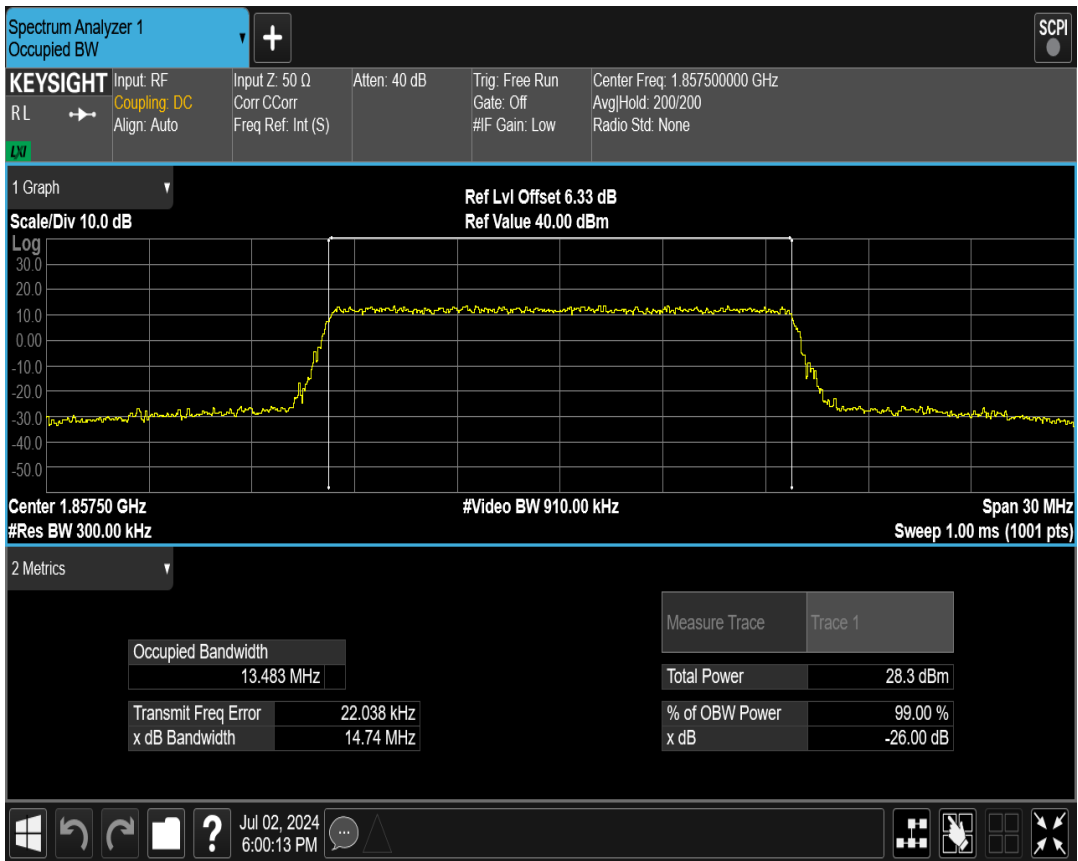 Spectrum Analyzer 1
Occupied BW
+
SCPI
KEYSIGHT
RL
LXI
Input: RF
Coupling: DC
Align: Auto
Input Z: 50 Ω
Corr CCorr
Freq Ref: Int (S)
Atten: 40 dB
Trig: Free Run
Gate: Off
#IF Gain: Low
Center Freq: 1.857500000 GHz
Avg|Hold: 200/200
Radio Std: None
1 Graph
Ref Lvl Offset 6.33 dB
Scale/Div 10.0 dB
Ref Value 40.00 dBm
Log
30.0
20.0
10.0
0.00
-10.0
-20.0
-30.0
-40.0
-50.0
Center 1.85750 GHz
#Video BW 910.00 kHz
Span 30 MHz
#Res BW 300.00 kHz
Sweep 1.00 ms (1001 pts)
2 Metrics
Measure Trace Trace 1
Occupied Bandwidth
13.483 MHz
Total Power 28.3 dBm
Transmit Freq Error 22.038 kHz
x dB Bandwidth 14.74 MHz
% of OBW Power 99.00 %
x dB -26.00 dB
?
Jul 02, 2024
6:00:13 PM